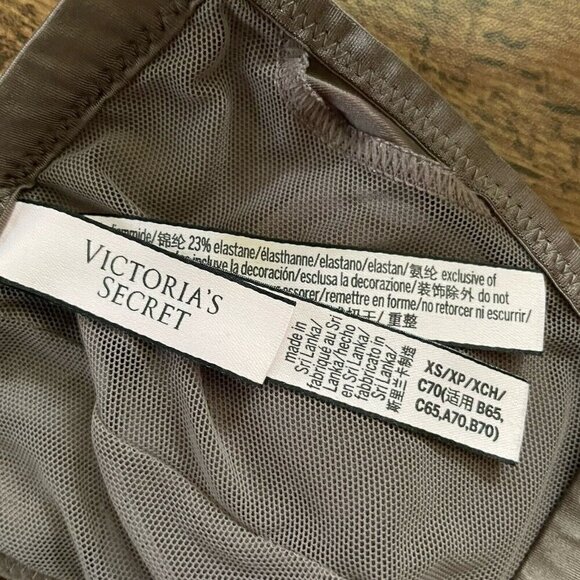 VICTORIA'S
SECRET
锦纶 23% elastane/élasthanne/elastano/elastan/氨纶 exclusive of
incluye la decoración/esclusa la decorazione/装饰除外 do not
essorer/remettre en forme/no retorcer ni escurrir/
重整
made in
Sri Lanka/
fabriqué au Sri
Lanka/hecho
en Sri Lanka/
fabbricato in
Sri Lanka/
斯里兰卡制造
XS/XP/XCH/
C70(适用 B65,
C65,A70,B70)